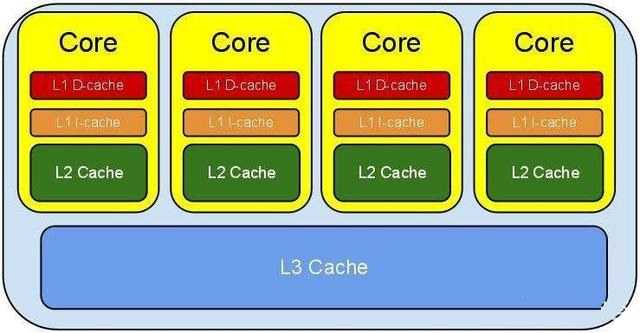 Core Core Core Core
L1 D-cache L1 D-cache L1 D-cache L1 D-cache
L1 I-cache L1 I-cache L1 I-cache L1 I-cache
L2 Cache L2 Cache L2 Cache L2 Cache
L3 Cache